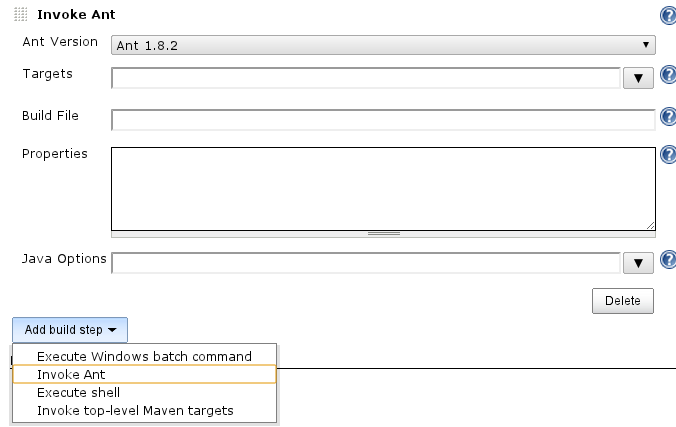 Invoke Ant
Ant Version
Ant 1.8.2
Targets
Build File
Properties
Java Options
Delete
Add build step
Execute Windows batch command
Invoke Ant
Execute shell
Invoke top-level Maven targets